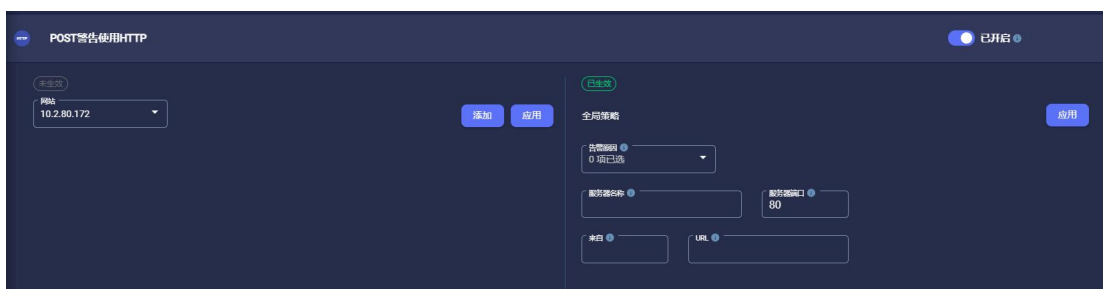 HTTP
POST警告使用HTTP
已开启
未生效
网站
10.2.80.172
添加
应用
已生效
全局策略
应用
告警原因
0 项已选
服务器名称
服务器端口
80
来自
URL